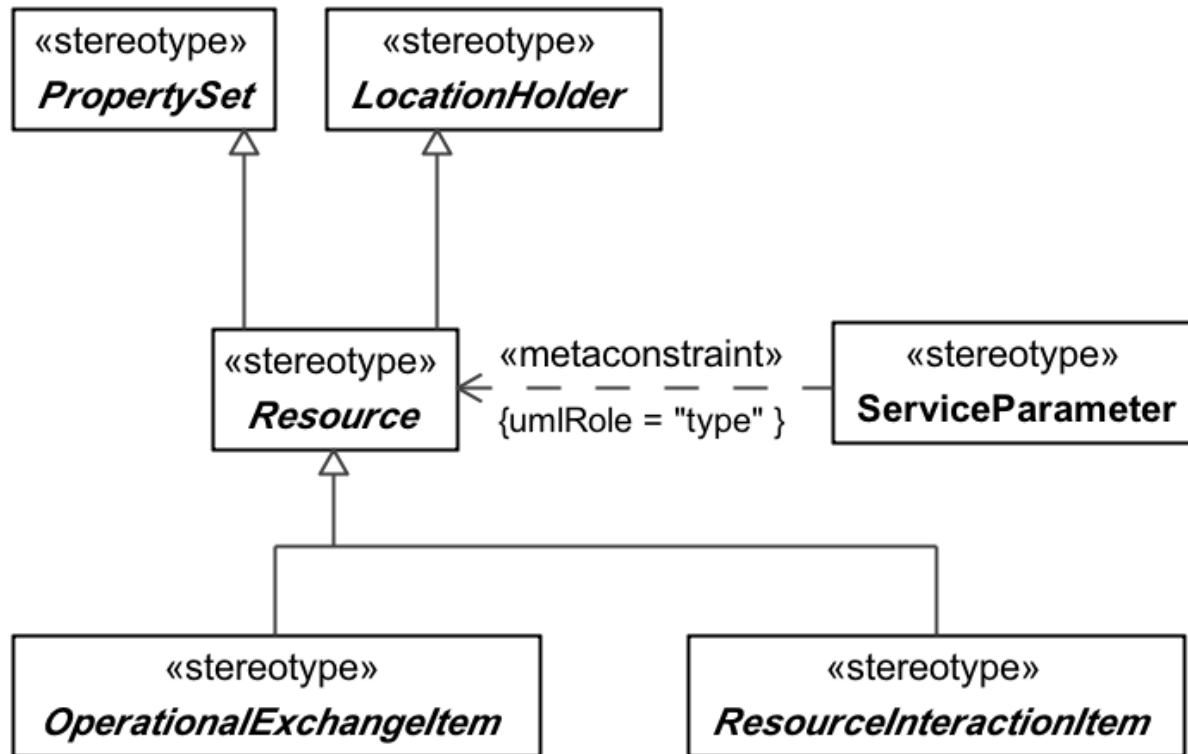 «stereotype»
PropertySet
«stereotype»
LocationHolder
«stereotype»
Resource
«metaconstraint»
{umlRole = "type" }
«stereotype»
ServiceParameter
«stereotype»
OperationalExchangeItem
«stereotype»
ResourceInteractionItem